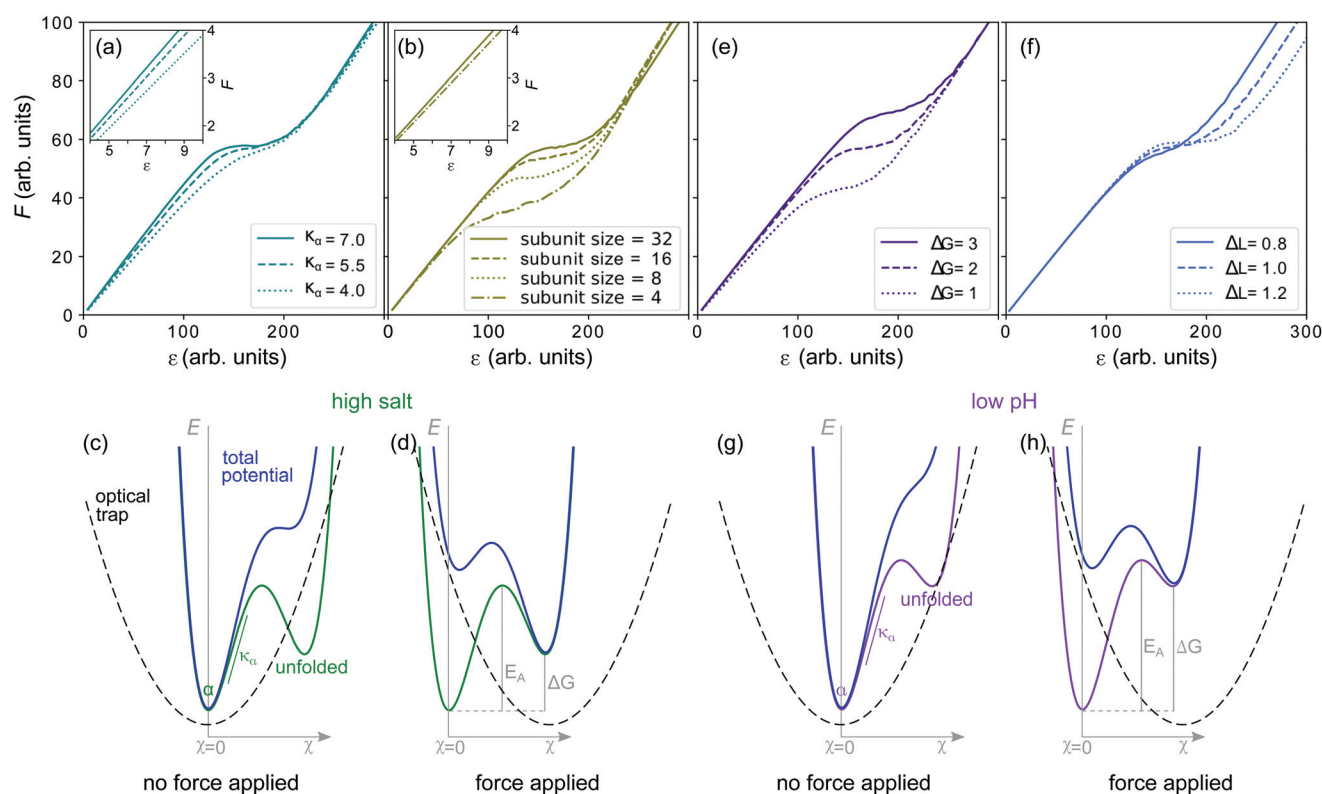 (a)
4
3
F
2
5
7
9
ε
(b)
4
3
F
2
5
7
9
ε
(e)
(f)
100
80
60
40
20
0
F (arb. units)
κα = 7.0
κα = 5.5
κα = 4.0
subunit size = 32
subunit size = 16
subunit size = 8
subunit size = 4
ΔG= 3
ΔG= 2
ΔG= 1
ΔL= 0.8
ΔL= 1.0
ΔL= 1.2
0
100
200
0
100
200
0
100
200
0
100
200
300
ε (arb. units)
ε (arb. units)
ε (arb. units)
ε (arb. units)
high salt
low pH
(c)
E
total
potential
optical
trap
κα
unfolded
α
χ=0
χ
no force applied
(d)
E
EA
ΔG
χ=0
χ
force applied
(g)
E
unfolded
κα
α
χ=0
χ
no force applied
(h)
E
EA
ΔG
χ=0
χ
force applied